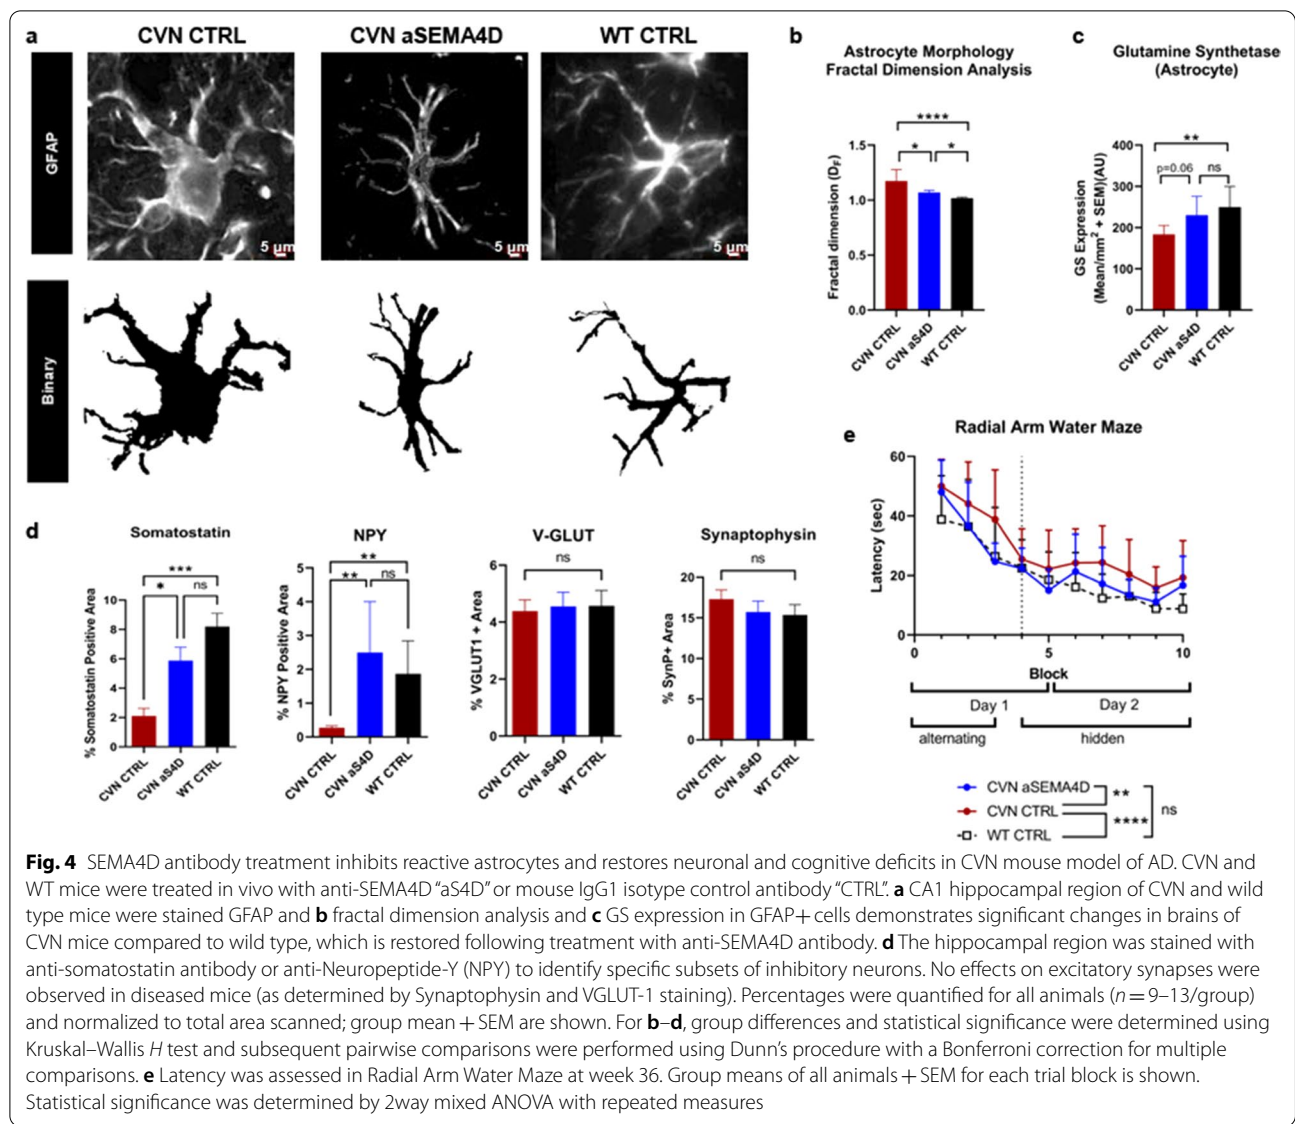 a
CVN CTRL
CVN aSEMA4D
WT CTRL
GFAP
5 µm
5 µm
5 µm
Binary
b
Astrocyte Morphology
Fractal Dimension Analysis
****
*
*
Fractal dimension (DF)
1.5
1.0
0.5
0.0
CVN CTRL
CVN aS4D
WT CTRL
c
Glutamine Synthetase
(Astrocyte)
**
p=0.06
ns
GS Expression
(Mean/mm² + SEM)(AU)
400
300
200
100
0
CVN CTRL
CVN aS4D
WT CTRL
d
Somatostatin
***
*
ns
% Somatostatin Positive Area
10
8
6
4
2
0
CVN CTRL
CVN aS4D
WT CTRL
NPY
**
**
ns
% NPY Positive Area
5
4
3
2
1
0
CVN CTRL
CVN aS4D
WT CTRL
V-GLUT
ns
% VGLUT1 + Area
6
4
2
0
CVN CTRL
CVN aS4D
WT CTRL
Synaptophysin
ns
% SynP+ Area
20
15
10
5
0
CVN CTRL
CVN aS4D
WT CTRL
e
Radial Arm Water Maze
Latency (sec)
60
40
20
0
0
5
10
Block
Day 1
Day 2
alternating
hidden
CVN aSEMA4D
CVN CTRL
WT CTRL
**
****
ns
Fig. 4 SEMA4D antibody treatment inhibits reactive astrocytes and restores neuronal and cognitive deficits in CVN mouse model of AD. CVN and
WT mice were treated in vivo with anti-SEMA4D “aS4D” or mouse IgG1 isotype control antibody “CTRL”. a CA1 hippocampal region of CVN and wild
type mice were stained GFAP and b fractal dimension analysis and c GS expression in GFAP+ cells demonstrates significant changes in brains of
CVN mice compared to wild type, which is restored following treatment with anti-SEMA4D antibody. d The hippocampal region was stained with
anti-somatostatin antibody or anti-Neuropeptide-Y (NPY) to identify specific subsets of inhibitory neurons. No effects on excitatory synapses were
observed in diseased mice (as determined by Synaptophysin and VGLUT-1 staining). Percentages were quantified for all animals (n = 9–13/group)
and normalized to total area scanned; group mean + SEM are shown. For b–d, group differences and statistical significance were determined using
Kruskal–Wallis H test and subsequent pairwise comparisons were performed using Dunn’s procedure with a Bonferroni correction for multiple
comparisons. e Latency was assessed in Radial Arm Water Maze at week 36. Group means of all animals + SEM for each trial block is shown.
Statistical significance was determined by 2way mixed ANOVA with repeated measures